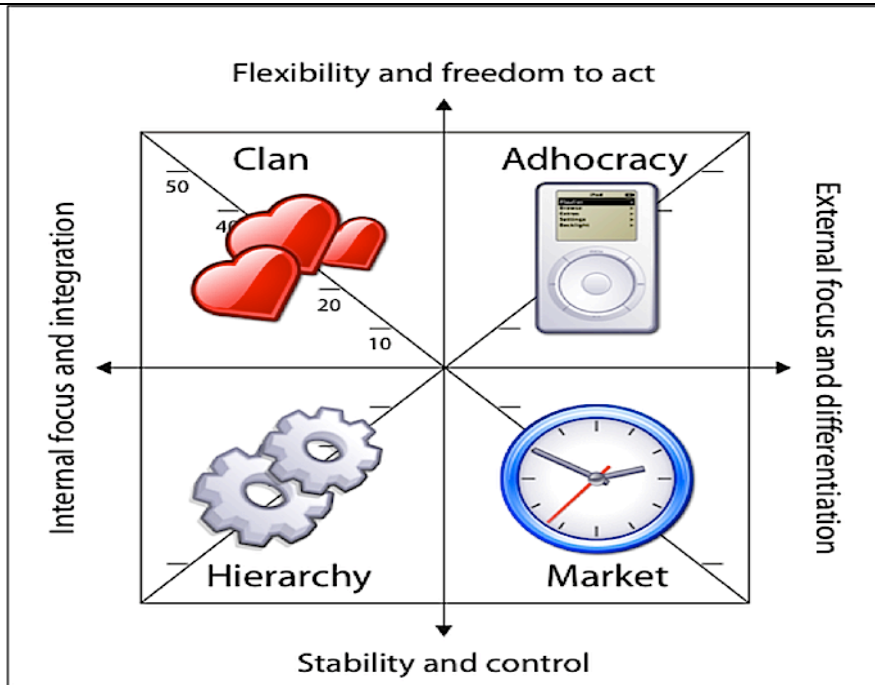 Flexibility and freedom to act
Clan
Adhocracy
50
40
20
10
Internal focus and integration
External focus and differentiation
Hierarchy
Market
Stability and control